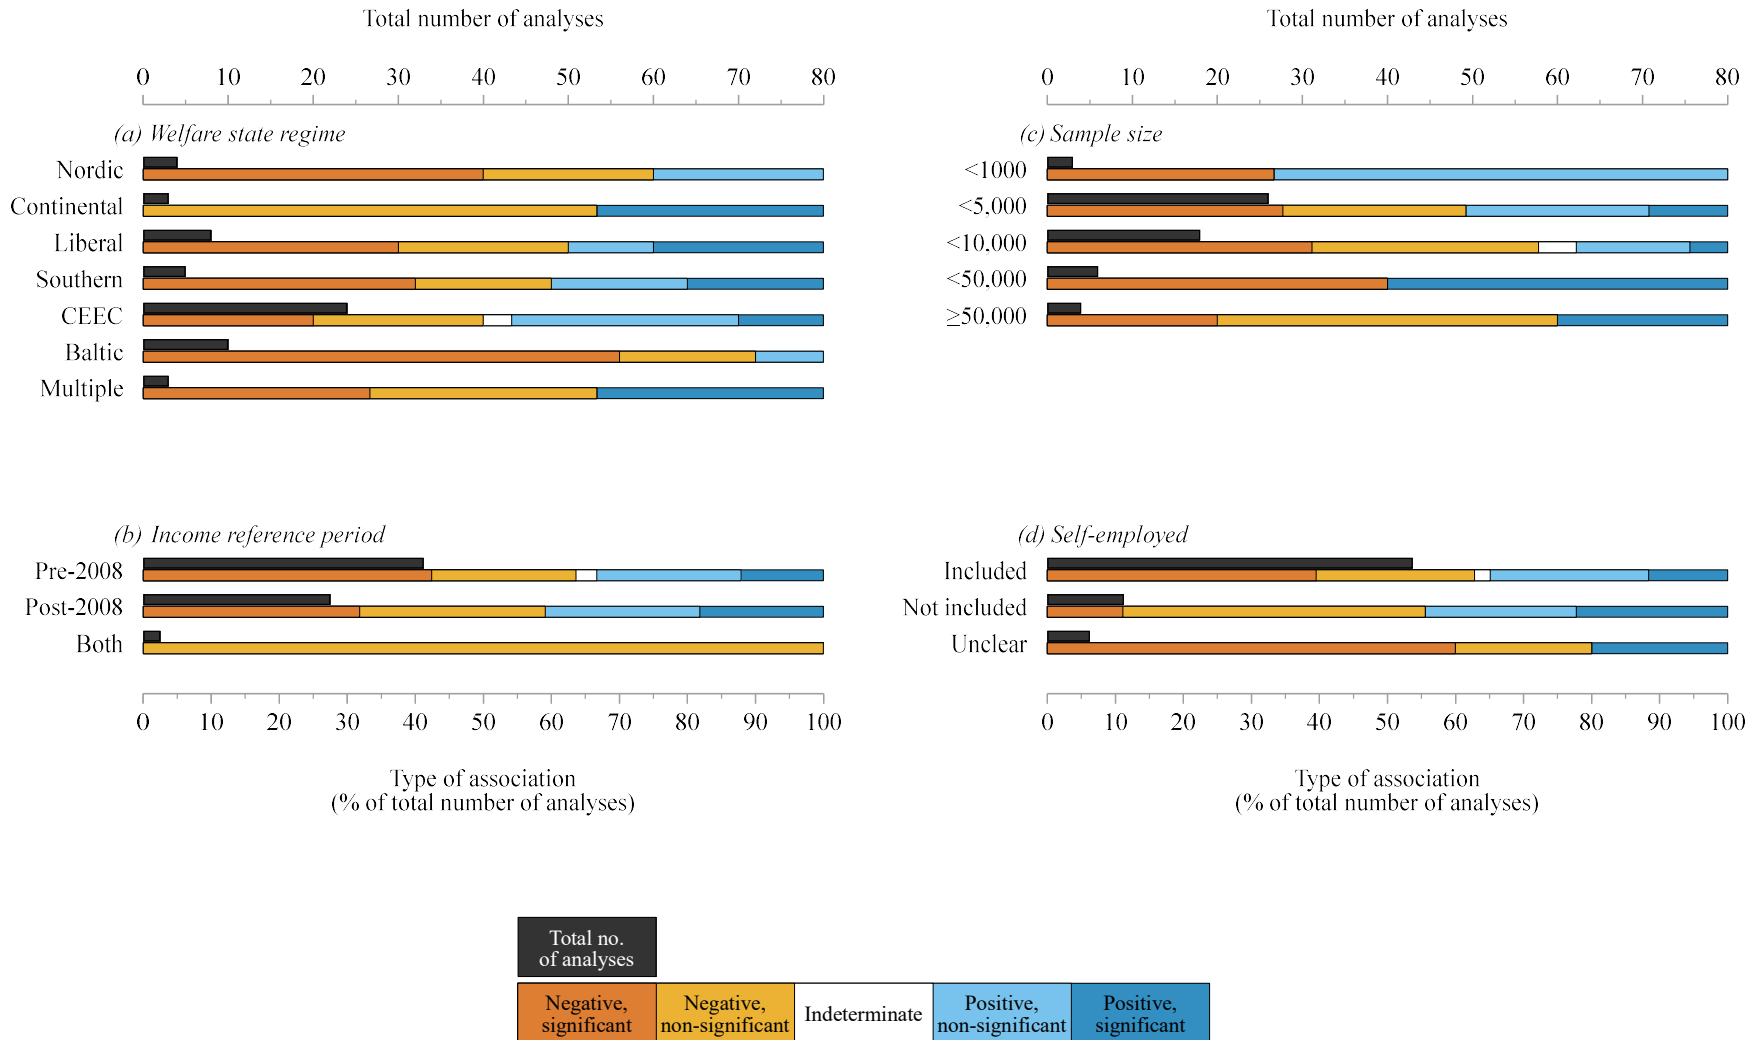 Total number of analyses
0 10 20 30 40 50 60 70 80
(a) Welfare state regime
Nordic
Continental
Liberal
Southern
CEEC
Baltic
Multiple
(b) Income reference period
Pre-2008
Post-2008
Both
0 10 20 30 40 50 60 70 80 90 100
Type of association
(% of total number of analyses)
Total number of analyses
0 10 20 30 40 50 60 70 80
(c) Sample size
<1000
<5,000
<10,000
<50,000
≥50,000
(d) Self-employed
Included
Not included
Unclear
0 10 20 30 40 50 60 70 80 90 100
Type of association
(% of total number of analyses)
Total no.
of analyses
Negative,
significant
Negative,
non-significant
Indeterminate
Positive,
non-significant
Positive,
significant